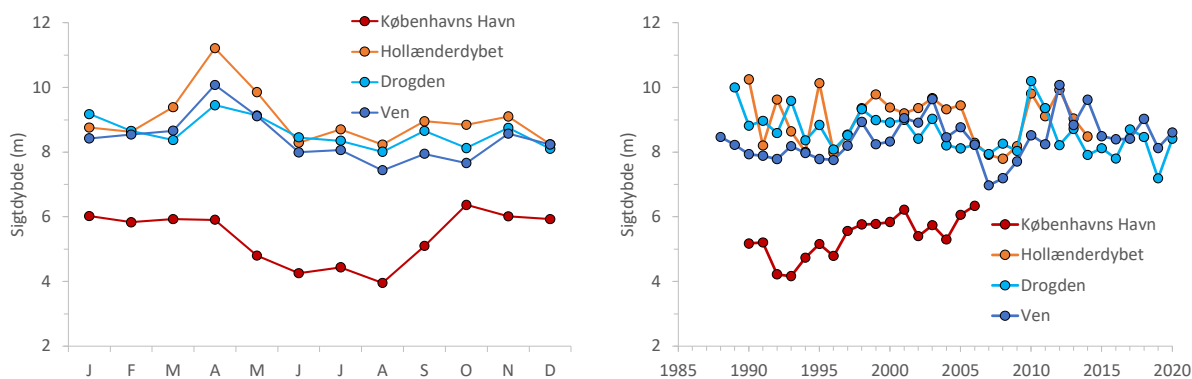 12
10
8
6
4
2
Sigtdybde (m)
J F M A M J J A S O N D
Københavns Havn
Hollænderdybet
Drogden
Ven
12
10
8
6
4
2
Sigtdybde (m)
1985 1990 1995 2000 2005 2010 2015 2020
Københavns Havn
Hollænderdybet
Drogden
Ven